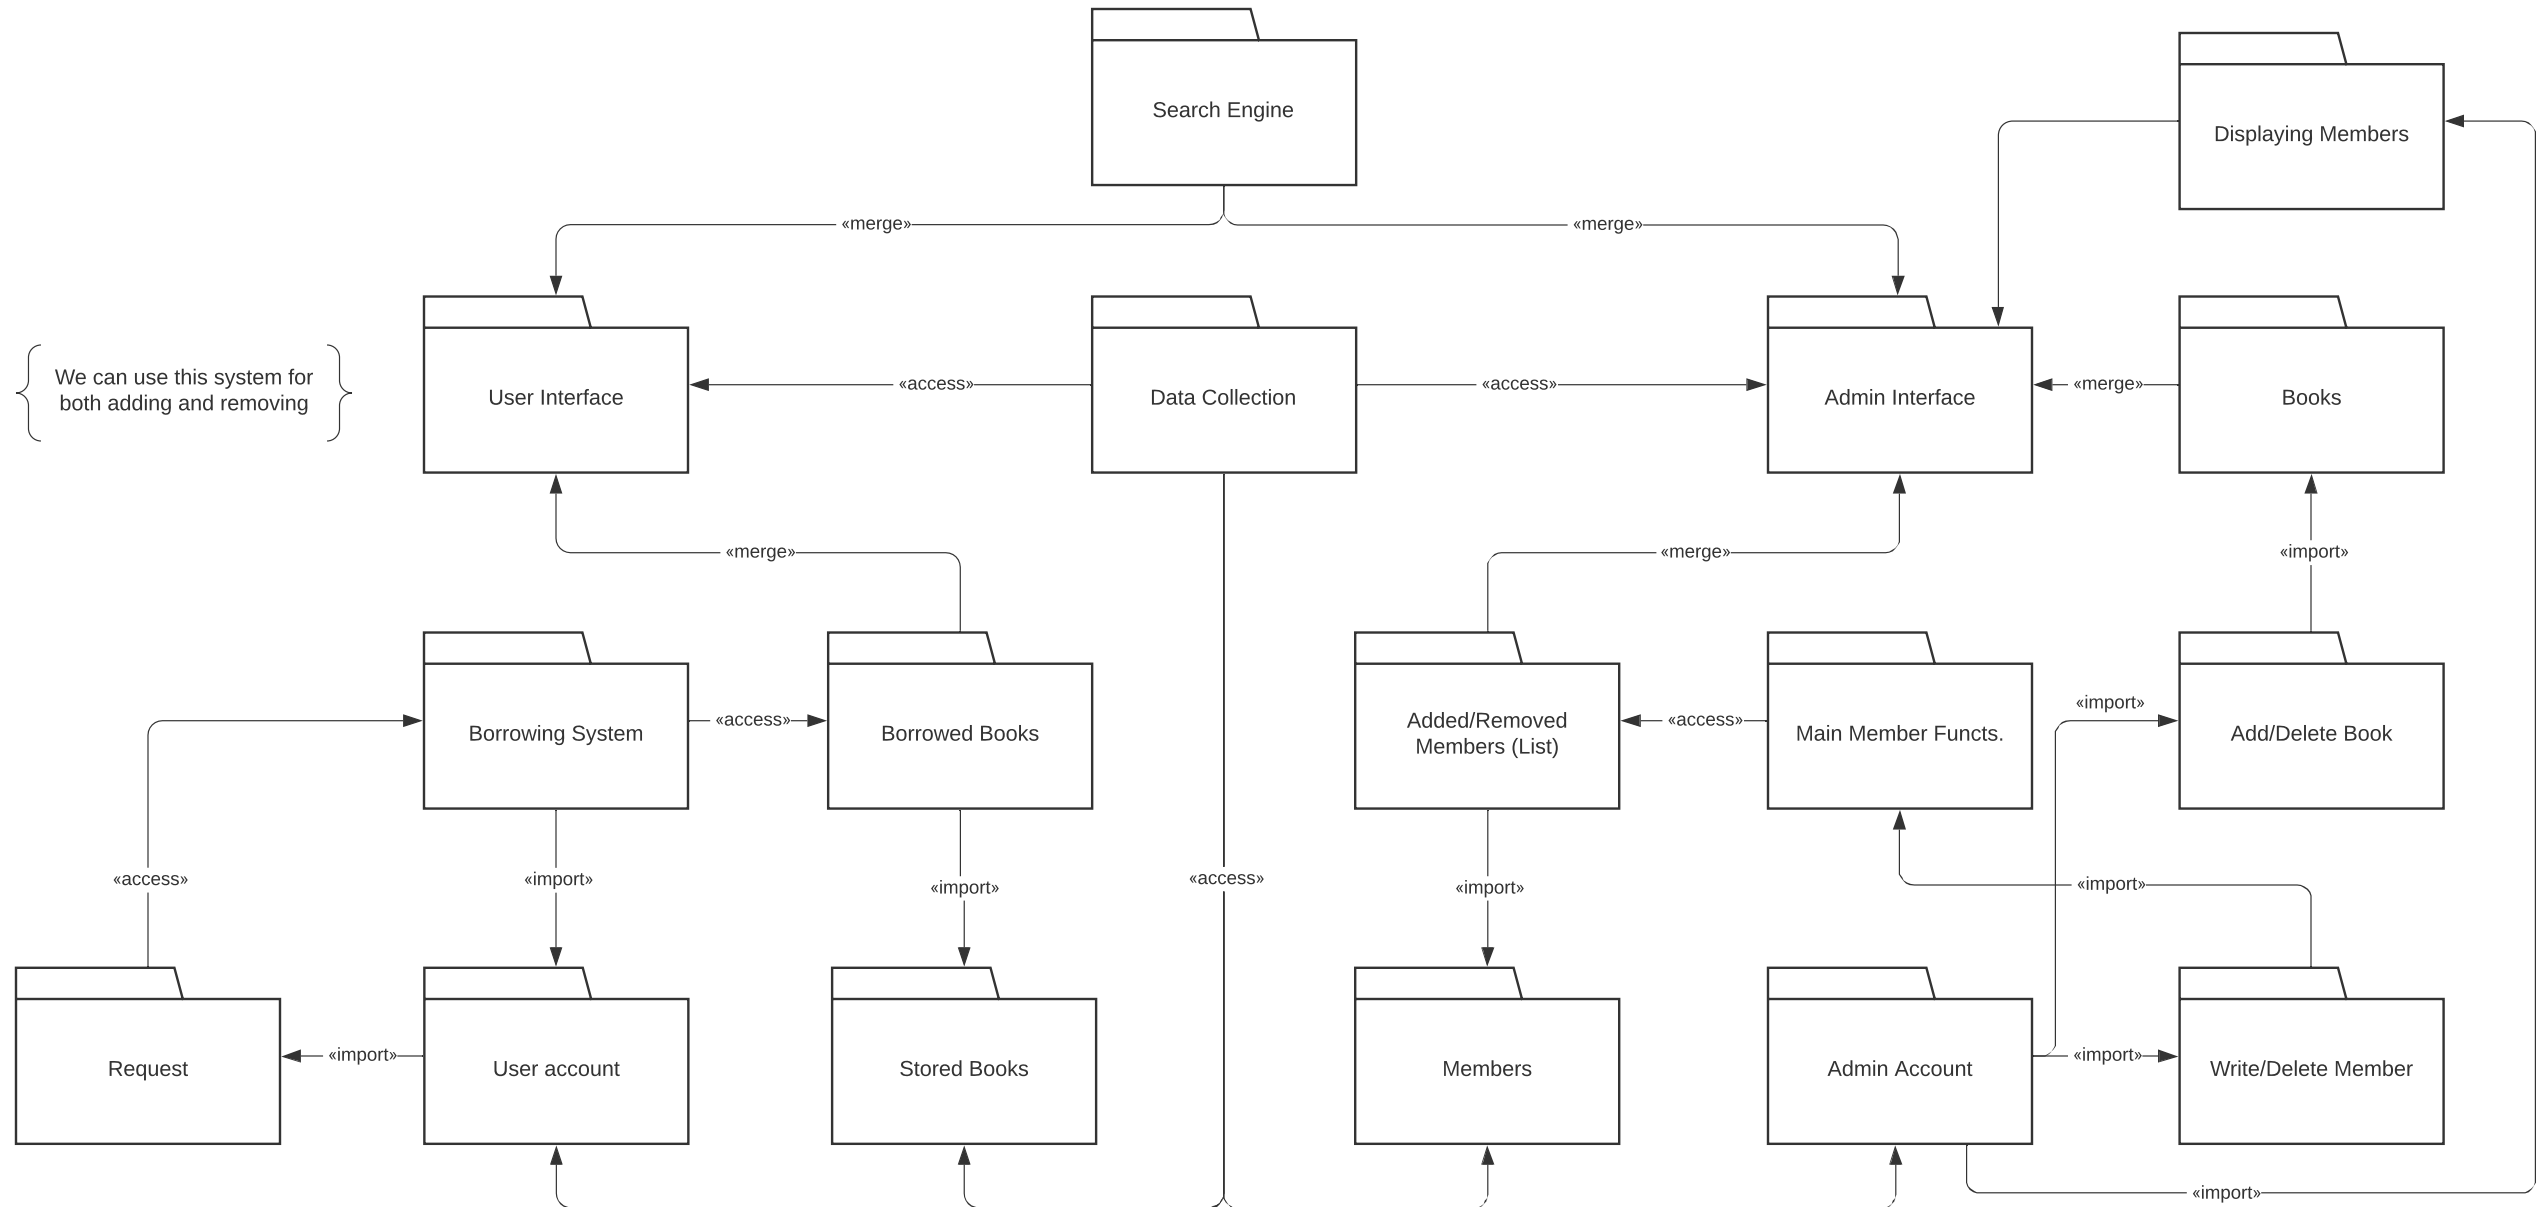 Search Engine
Displaying Members
«merge»
«merge»
We can use this system for
both adding and removing
User Interface
«access»
Data Collection
«access»
Admin Interface
«merge»
Books
«merge»
«merge»
«import»
Borrowing System
«access»
Borrowed Books
Added/Removed
Members (List)
«access»
Main Member Functs.
«import»
Add/Delete Book
«access»
«import»
«import»
«access»
«import»
«import»
Request
«import»
User account
Stored Books
Members
Admin Account
«import»
Write/Delete Member
«import»